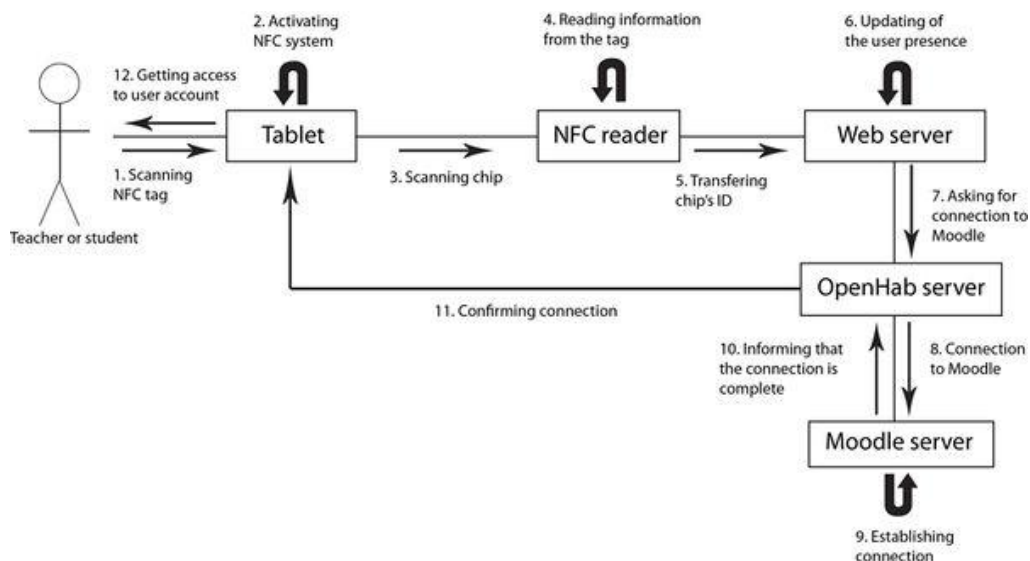 2. Activating
NFC system
4. Reading information
from the tag
6. Updating of
the user presence
12. Getting access
to user account
Tablet
NFC reader
Web server
1. Scanning
NFC tag
3. Scanning chip
5. Transfering
chip's ID
7. Asking for
connection to
Moodle
Teacher or student
OpenHab server
11. Confirming connection
10. Informing that
the connection is
complete
8. Connection
to Moodle
Moodle server
9. Establishing
connection